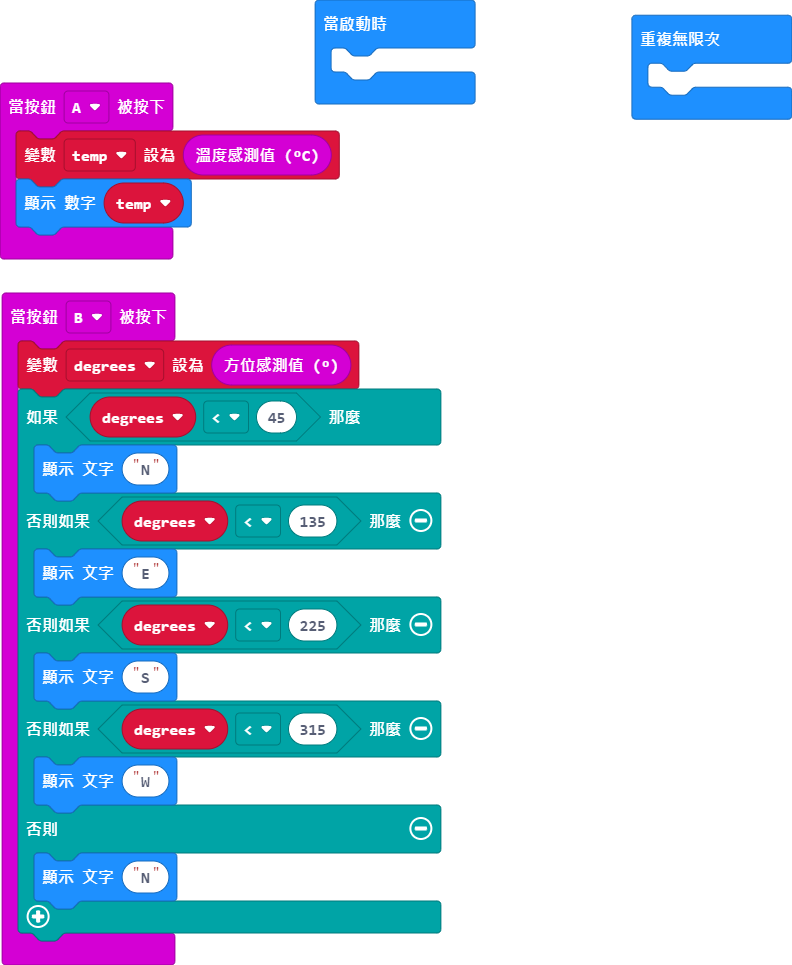 當啟動時
重複無限次
當按鈕 A 被按下
變數 temp 設為 溫度感測值 (ºC)
顯示 數字 temp
當按鈕 B 被按下
變數 degrees 設為 方位感測值 (º)
如果 degrees < 45 那麼
顯示 文字 "N"
否則如果 degrees < 135 那麼
顯示 文字 "E"
否則如果 degrees < 225 那麼
顯示 文字 "S"
否則如果 degrees < 315 那麼
顯示 文字 "W"
否則
顯示 文字 "N"